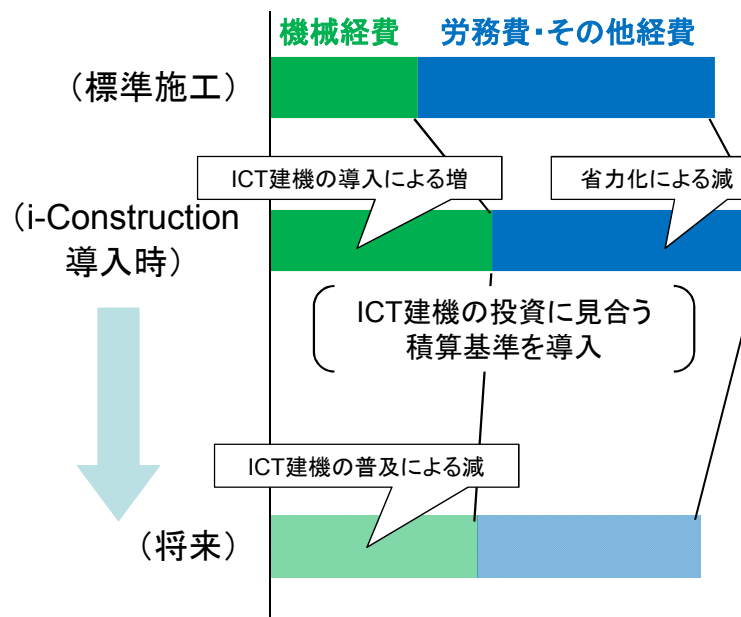 機械経費 労務費・その他経費
（標準施工）
ICT建機の導入による増 省力化による減
（i-Construction
導入時）
ICT建機の投資に見合う
積算基準を導入
ICT建機の普及による減
（将来）